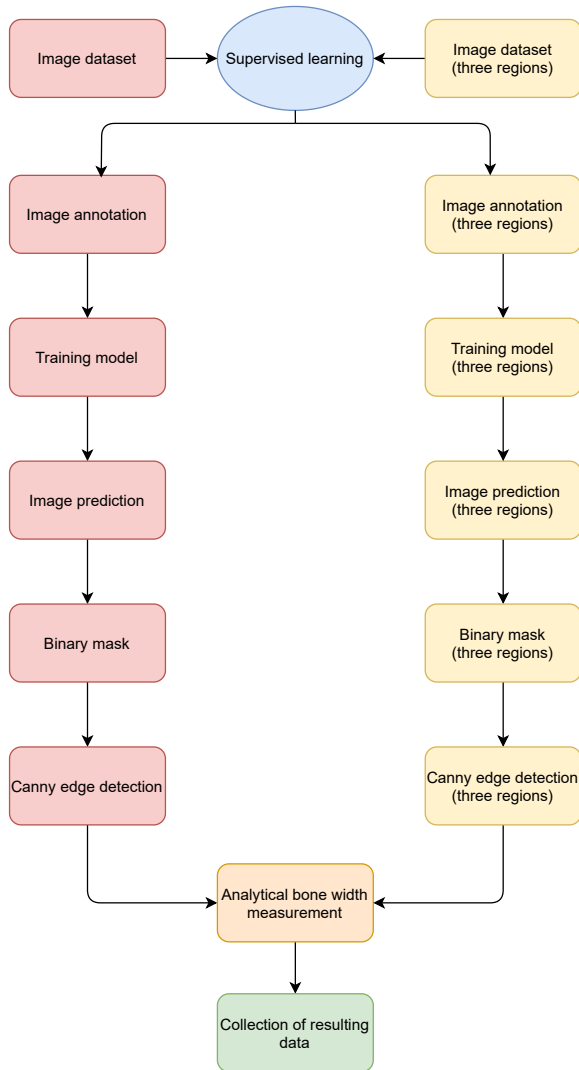 Image dataset
Supervised learning
Image dataset
(three regions)
Image annotation
Image annotation
(three regions)
Training model
Training model
(three regions)
Image prediction
Image prediction
(three regions)
Binary mask
Binary mask
(three regions)
Canny edge detection
Canny edge detection
(three regions)
Analytical bone width
measurement
Collection of resulting
data